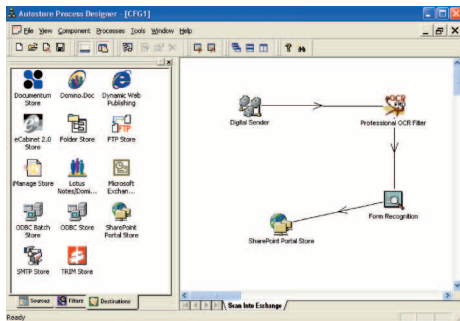 Autostore Process Designer - [CFG1]
File View Component Processes Tools Window Help
Documentum Store
Domino.Doc
Dynamic Web Publishing
eCabinet 2.0 Store
Folder Store
FTP Store
FTP
iManage Store
Lotus Notes/Domi...
Microsoft Exchan...
ODBC Batch Store
ODBC Store
SharePoint Portal Store
SMTP Store
TRIM Store
Sources
Filters
Destinations
Digital Sender
OCR
PRO
Professional OCR Filter
Form Recognition
SharePoint Portal Store
Scan Into Exchange
Ready